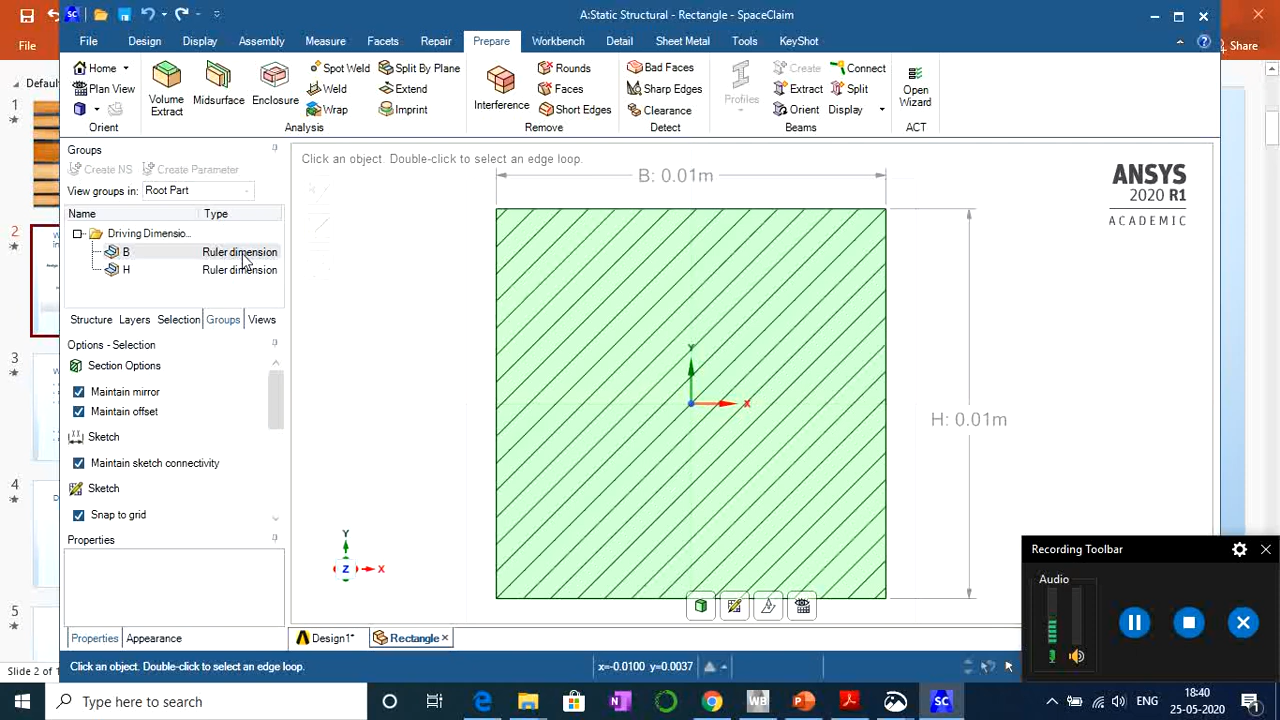 A:Static Structural - Rectangle - SpaceClaim
Share
File Design Display Assembly Measure Facets Repair Prepare Workbench Detail Sheet Metal Tools KeyShot
Home
Plan View
Orient
Volume Extract
Midsurface
Enclosure
Spot Weld
Weld
Wrap
Split By Plane
Extend
Imprint
Analysis
Interference
Rounds
Faces
Short Edges
Remove
Bad Faces
Sharp Edges
Clearance
Detect
Profiles
Create
Extract
Orient
Connect
Split
Display
Beams
Open Wizard
ACT
Groups
Create NS Create Parameter
View groups in: Root Part
Name Type
Driving Dimensio...
B Ruler dimension
H Ruler dimension
Structure Layers Selection Groups Views
Options - Selection
Section Options
Maintain mirror
Maintain offset
Sketch
Maintain sketch connectivity
Sketch
Snap to grid
Properties
Properties Appearance
Click an object. Double-click to select an edge loop.
B: 0.01m
H: 0.01m
Y
X
Y
Z X
ANSYS
2020 R1
ACADEMIC
Design1* Rectangle
Click an object. Double-click to select an edge loop.
x=-0.0100 y=0.0037
Recording Toolbar
Audio
Defaul
1
2
3
4
5
Slide 2 of 1
Type here to search
ENG
18:40
25-05-2020